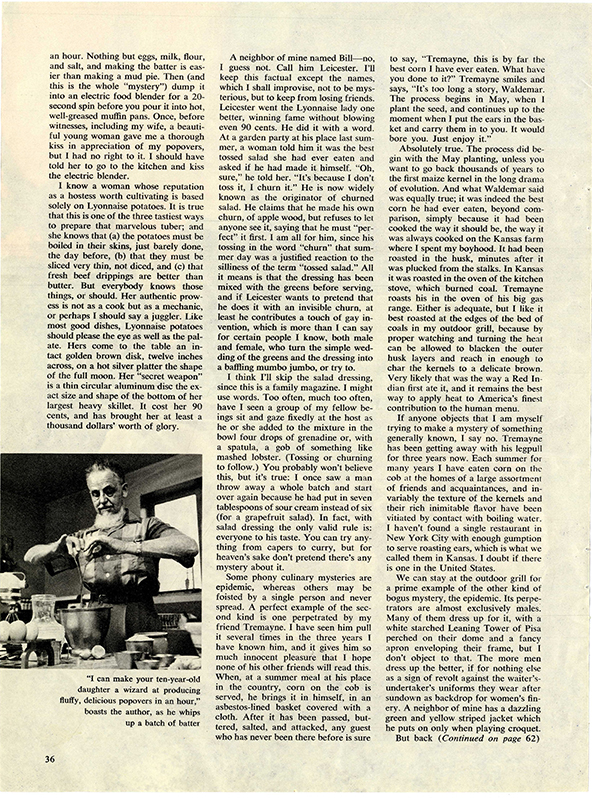 an hour. Nothing but eggs, milk, flour,
and salt, and making the batter is eas-
ier than making a mud pie. Then (and
this is the whole "mystery") dump it
into an electric food blender for a 20-
second spin before you pour it into hot,
well-greased muffin pans. Once, before
witnesses, including my wife, a beauti-
ful young woman gave me a thorough
kiss in appreciation of my popovers,
but I had no right to it. I should have
told her to go to the kitchen and kiss
the electric blender.
I know a woman whose reputation
as a hostess worth cultivating is based
solely on Lyonnaise potatoes. It is true
that this is one of the three tastiest ways
to prepare that marvelous tuber; and
she knows that (a) the potatoes must be
boiled in their skins, just barely done,
the day before, (b) that they must be
sliced very thin, not diced, and (c) that
fresh beef drippings are better than
butter. But everybody knows those
things, or should. Her authentic prow-
ess is not as a cook but as a mechanic,
or perhaps I should say a juggler. Like
most good dishes, Lyonnaise potatoes
should please the eye as well as the pal-
ate. Hers come to the table an in-
tact golden brown disk, twelve inches
across, on a hot silver platter the shape
of the full moon. Her "secret weapon"
is a thin circular aluminum disc the ex-
act size and shape of the bottom of her
largest heavy skillet. It cost her 90
cents, and has brought her at least a
thousand dollars' worth of glory.
"I can make your ten-year-old
daughter a wizard at producing
fluffy, delicious popovers in an hour,"
boasts the author, as he whips
up a batch of batter
36
A neighbor of mine named Bill—no,
I guess not. Call him Leicester. I'll
keep this factual except the names,
which I shall improvise, not to be mys-
terious, but to keep from losing friends.
Leicester went the Lyonnaise lady one
better, winning fame without blowing
even 90 cents. He did it with a word.
At a garden party at his place last sum-
mer, a woman told him it was the best
tossed salad she had ever eaten and
asked if he had made it himself. "Oh,
sure," he told her. "It's because I don't
toss it, I churn it." He is now widely
known as the originator of churned
salad. He claims that he made his own
churn, of apple wood, but refuses to let
anyone see it, saying that he must "per-
fect" it first. I am all for him, since his
tossing in the word "churn" that sum-
mer day was a justified reaction to the
silliness of the term "tossed salad." All
it means is that the dressing has been
mixed with the greens before serving,
and if Leicester wants to pretend that
he does it with an invisible churn, at
least he contributes a touch of gay in-
vention, which is more than I can say
for certain people I know, both male
and female, who turn the simple wed-
ding of the greens and the dressing into
a baffling mumbo jumbo, or try to.
I think I'll skip the salad dressing,
since this is a family magazine. I might
use words. Too often, much too often,
have I seen a group of my fellow be-
ings sit and gaze fixedly at the host as
he or she added to the mixture in the
bowl four drops of grenadine or, with
a spatula, a gob of something like
mashed lobster. (Tossing or churning
to follow.) You probably won't believe
this, but it's true: I once saw a man
throw away a whole batch and start
over again because he had put in seven
tablespoons of sour cream instead of six
(for a grapefruit salad). In fact, with
salad dressing the only valid rule is:
everyone to his taste. You can try any-
thing from capers to curry, but for
heaven's sake don't pretend there's any
mystery about it.
Some phony culinary mysteries are
epidemic, whereas others may be
foisted by a single person and never
spread. A perfect example of the sec-
ond kind is one perpetrated by my
friend Tremayne. I have seen him pull
it several times in the three years I
have known him, and it gives him so
much innocent pleasure that I hope
none of his other friends will read this.
When, at a summer meal at his place
in the country, corn on the cob is
served, he brings it in himself, in an
asbestos-lined basket covered with a
cloth. After it has been passed, but-
tered, salted, and attacked, any guest
who has never been there before is sure
to say, "Tremayne, this is by far the
best corn I have ever eaten. What have
you done to it?" Tremayne smiles and
says, "It's too long a story, Waldemar.
The process begins in May, when I
plant the seed, and continues up to the
moment when I put the ears in the bas-
ket and carry them in to you. It would
bore you. Just enjoy it."
Absolutely true. The process did be-
gin with the May planting, unless you
want to go back thousands of years to
the first maize kernel in the long drama
of evolution. And what Waldemar said
was equally true; it was indeed the best
corn he had ever eaten, beyond com-
parison, simply because it had been
cooked the way it should be, the way it
was always cooked on the Kansas farm
where I spent my boyhood. It had been
roasted in the husk, minutes after it
was plucked from the stalks. In Kansas
it was roasted in the oven of the kitchen
stove, which burned coal. Tremayne
roasts his in the oven of his big gas
range. Either is adequate, but I like it
best roasted at the edges of the bed of
coals in my outdoor grill, because by
proper watching and turning the heat
can be allowed to blacken the outer
husk layers and reach in enough to
char the kernels to a delicate brown.
Very likely that was the way a Red In-
dian first ate it, and it remains the best
way to apply heat to America's finest
contribution to the human menu.
If anyone objects that I am myself
trying to make a mystery of something
generally known, I say no. Tremayne
has been getting away with his legpull
for three years now. Each summer for
many years I have eaten corn on the
cob at the homes of a large assortment
of friends and acquaintances, and in-
variably the texture of the kernels and
their rich inimitable flavor have been
vitiated by contact with boiling water.
I haven't found a single restaurant in
New York City with enough gumption
to serve roasting ears, which is what we
called them in Kansas. I doubt if there
is one in the United States.
We can stay at the outdoor grill for
a prime example of the other kind of
bogus mystery, the epidemic. Its perpe-
trators are almost exclusively males.
Many of them dress up for it, with a
white starched Leaning Tower of Pisa
perched on their dome and a fancy
apron enveloping their frame, but I
don't object to that. The more men
dress up the better, if for nothing else
as a sign of revolt against the waiter's-
undertaker's uniforms they wear after
sundown as backdrop for women's fin-
ery. A neighbor of mine has a dazzling
green and yellow striped jacket which
he puts on only when playing croquet.
But back (Continued on page 62)